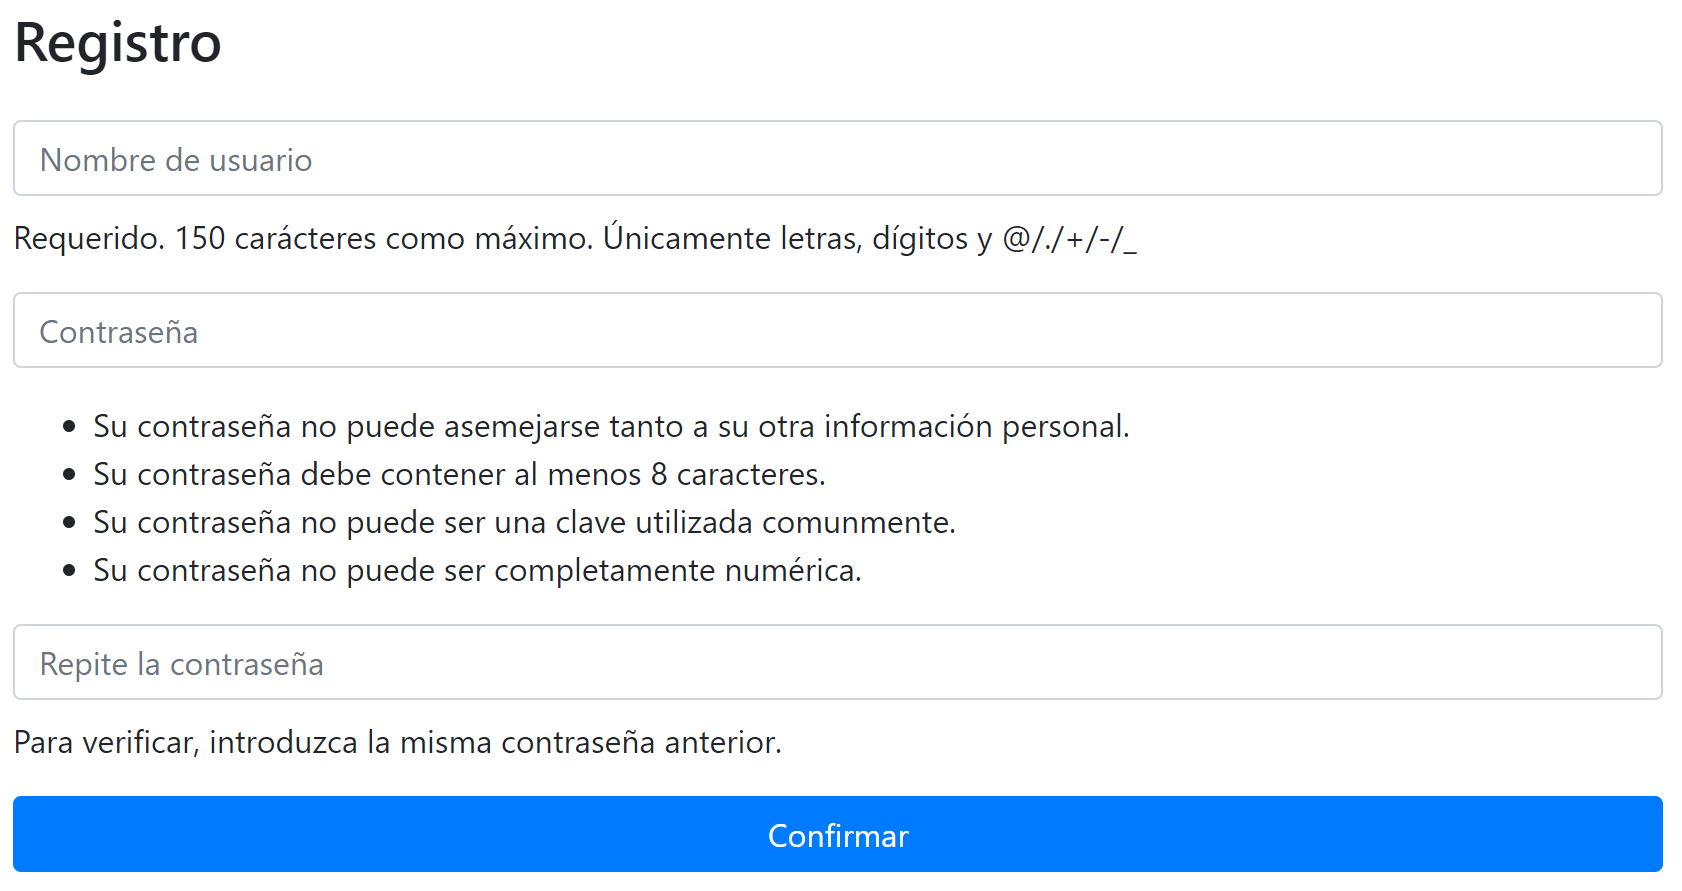 Registro
Nombre de usuario
Requerido. 150 carácteres como máximo. Únicamente letras, dígitos y @/./+/-/_
Contraseña
• Su contraseña no puede asemejarse tanto a su otra información personal.
• Su contraseña debe contener al menos 8 caracteres.
• Su contraseña no puede ser una clave utilizada comunmente.
• Su contraseña no puede ser completamente numérica.
Repite la contraseña
Para verificar, introduzca la misma contraseña anterior.
Confirmar